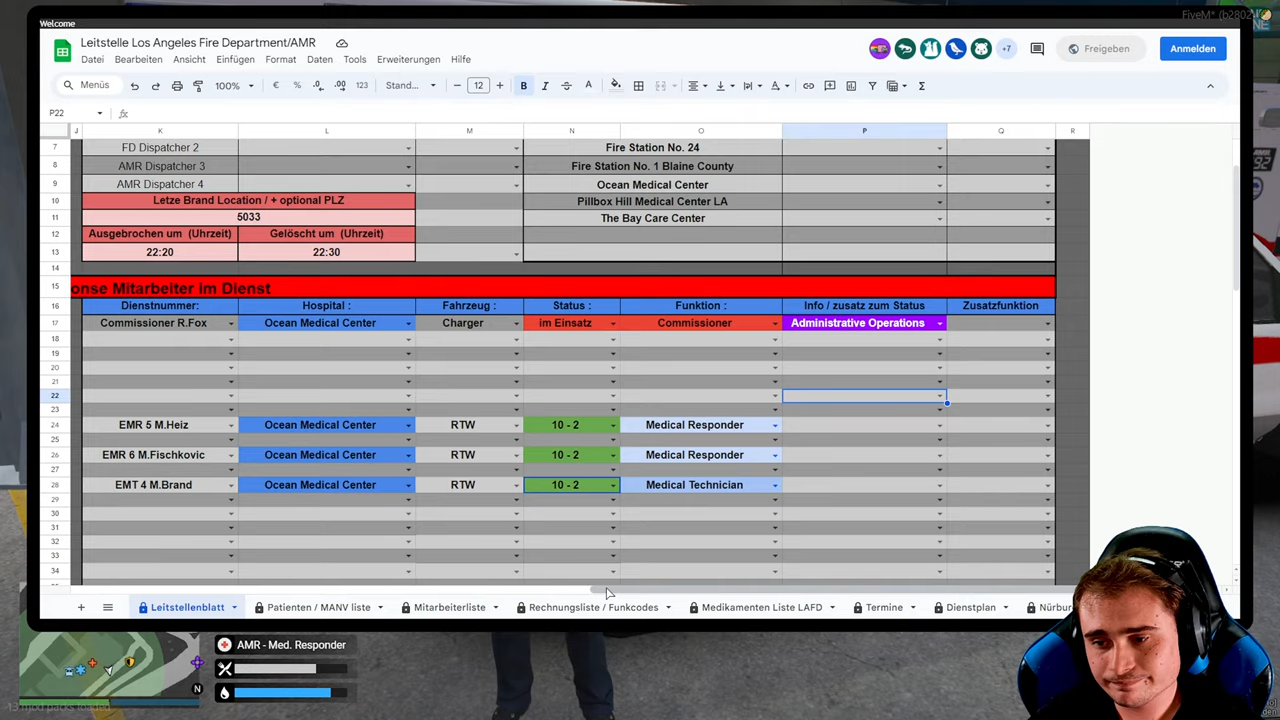 Welcome
FiveM* (b2802
Leitstelle Los Angeles Fire Department/AMR
+7
Freigeben
Anmelden
Datei Bearbeiten Ansicht Einfügen Format Daten Tools Erweiterungen Hilfe
Menüs 100% € % .0 .00 123 Stand... 12 B I A A Σ
P22 fx
J K L M N O P Q R
7 FD Dispatcher 2 Fire Station No. 24
8 AMR Dispatcher 3 Fire Station No. 1 Blaine County
9 AMR Dispatcher 4 Ocean Medical Center
10 Letze Brand Location / + optional PLZ Pillbox Hill Medical Center LA
11 5033 The Bay Care Center
12 Ausgebrochen um (Uhrzeit) Gelöscht um (Uhrzeit)
13 22:20 22:30
14
15 onse Mitarbeiter im Dienst
16 Dienstnummer: Hospital : Fahrzeug : Status : Funktion : Info / zusatz zum Status Zusatzfunktion
17 Commissioner R.Fox Ocean Medical Center Charger im Einsatz Commissioner Administrative Operations
18
19
20
21
22
23
24 EMR 5 M.Heiz Ocean Medical Center RTW 10 - 2 Medical Responder
25
26 EMR 6 M.Fischkovic Ocean Medical Center RTW 10 - 2 Medical Responder
27
28 EMT 4 M.Brand Ocean Medical Center RTW 10 - 2 Medical Technician
29
30
31
32
33
34
+ Leitstellenblatt Patienten / MANV liste Mitarbeiterliste Rechnungsliste / Funkcodes Medikamenten Liste LAFD Termine Dienstplan Nürbur
AMR - Med. Responder
N
13 mod packs loaded